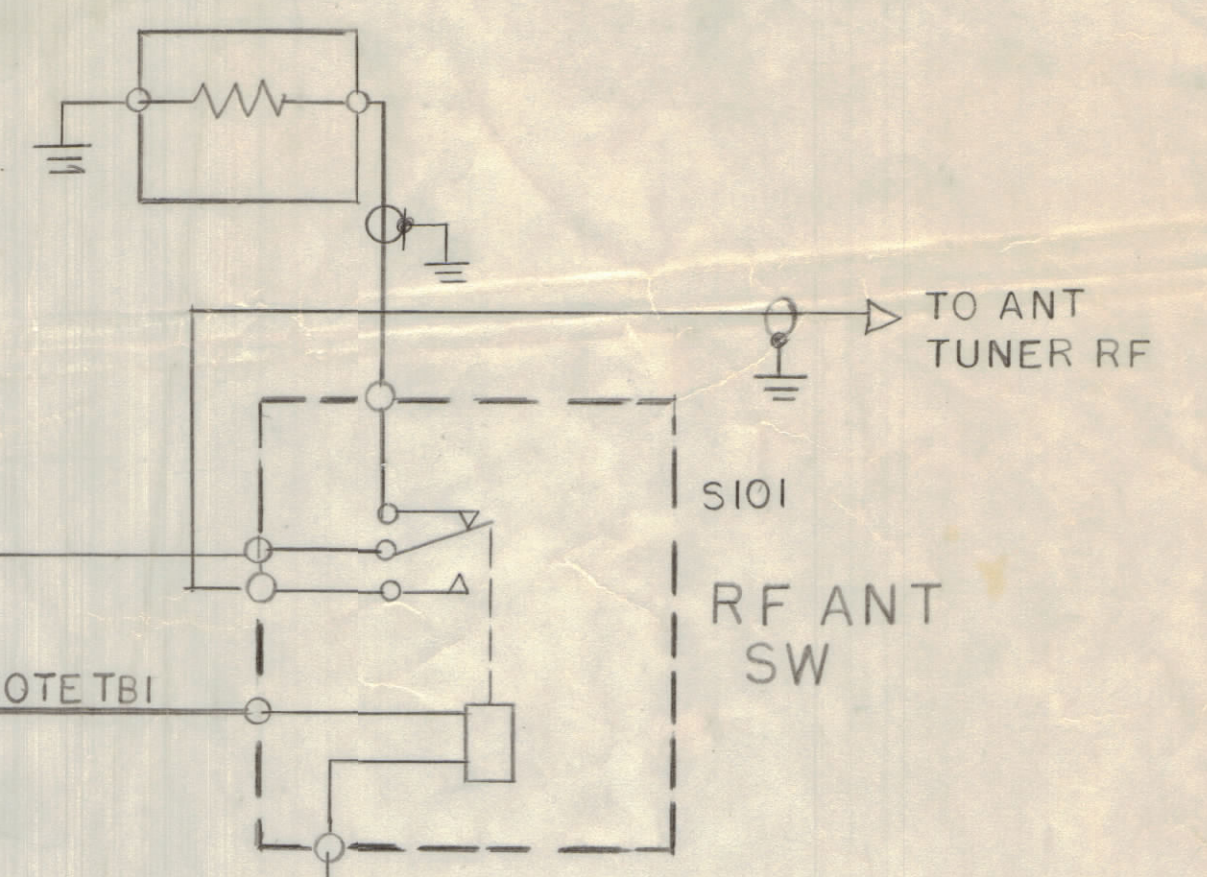 TO ANT
TUNER RF
S101
RF ANT
SW
OTE TB1